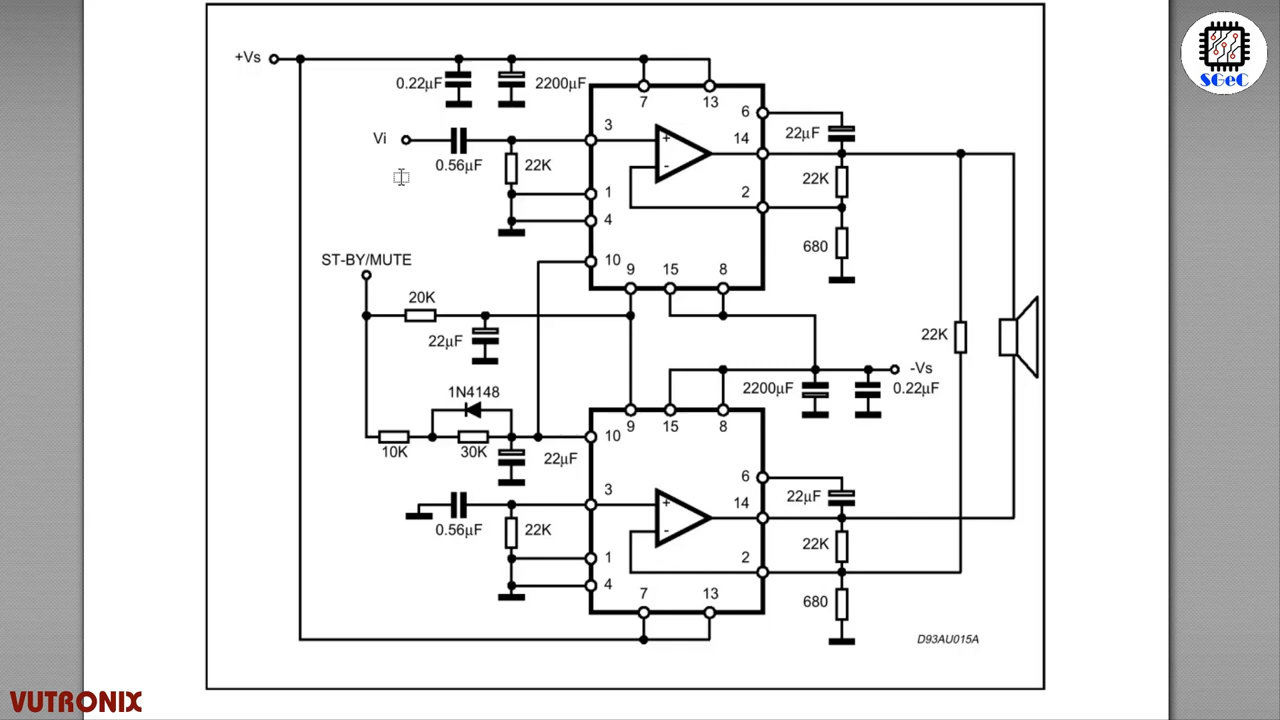 +Vs
0.22µF
2200µF
7
13
SGeC
6
3
14
22µF
Vi
0.56µF
22K
22K
1
2
4
680
10
9
15
8
ST-BY/MUTE
20K
22µF
22K
-Vs
2200µF
0.22µF
1N4148
9
15
8
10
10K
30K
22µF
6
3
14
22µF
0.56µF
22K
22K
1
2
4
7
13
680
D93AU015A
VUTRONIX